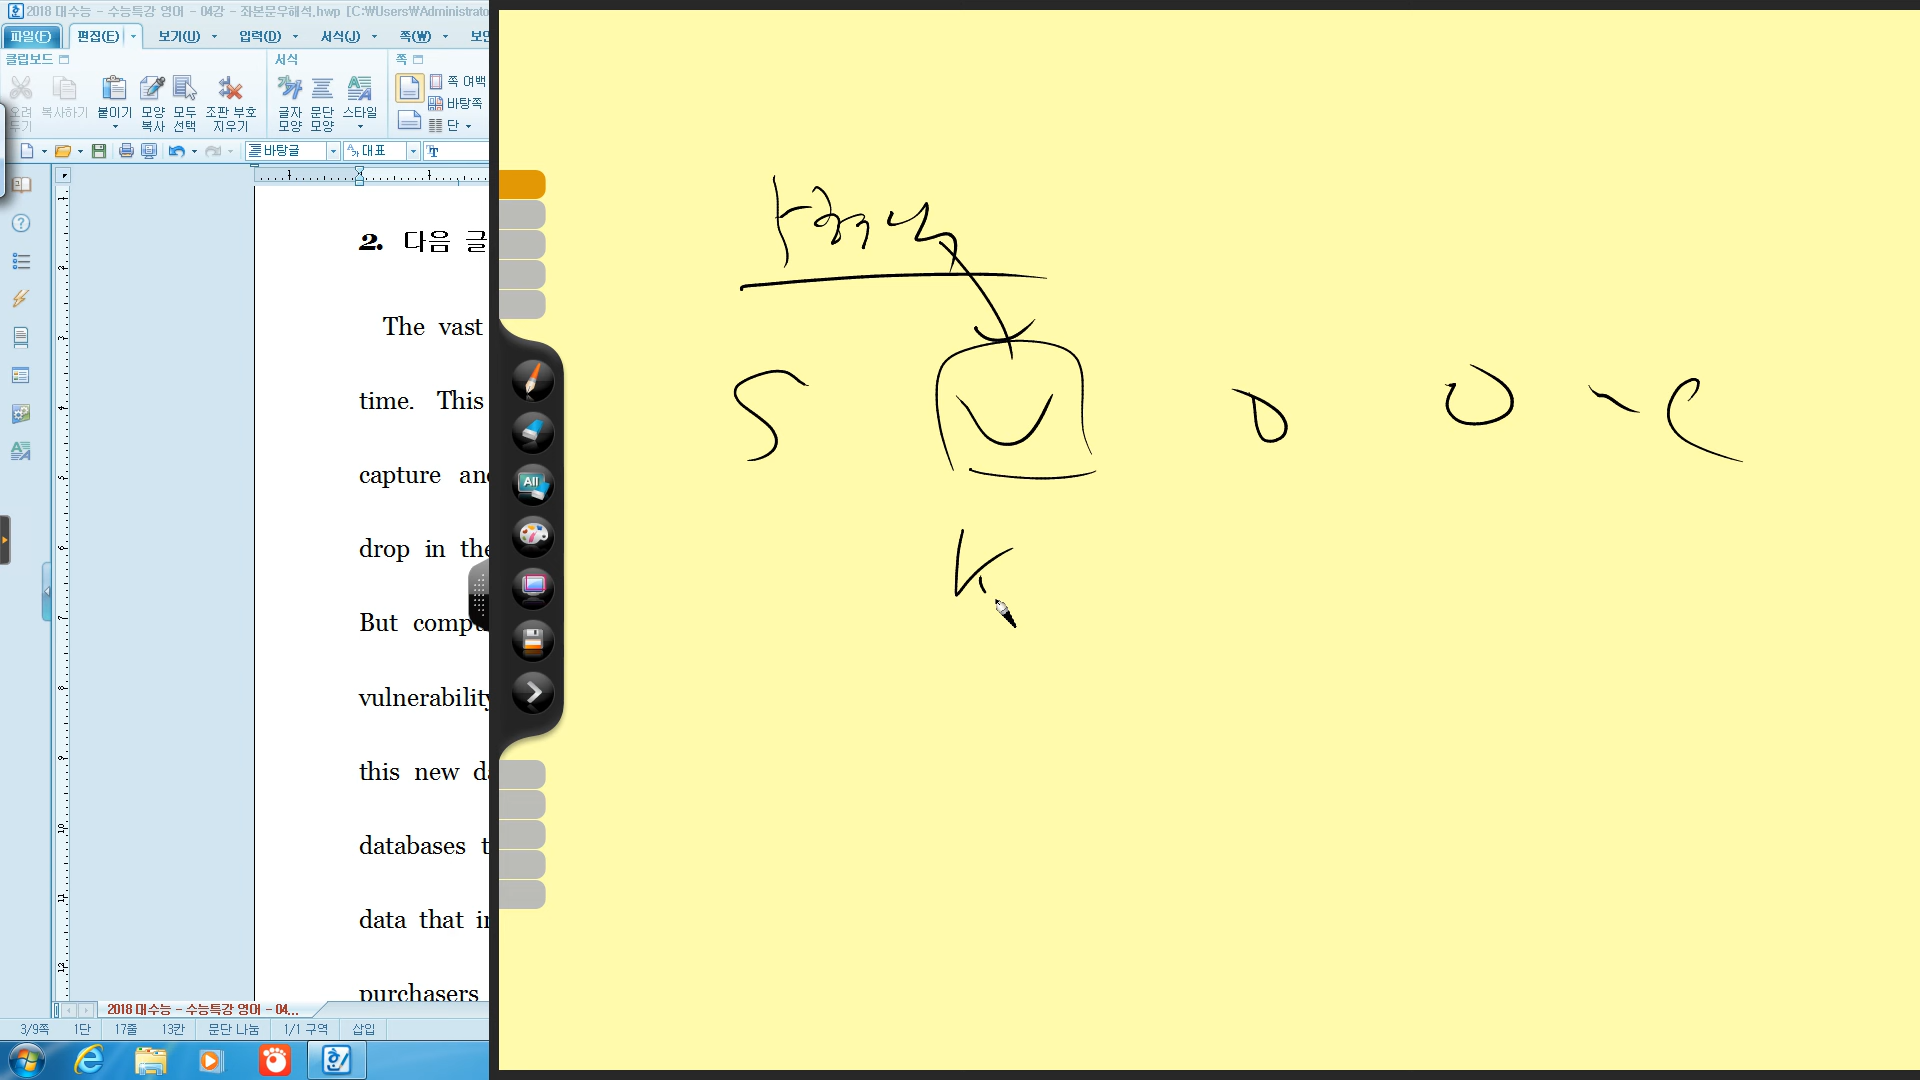 2018 대수능 - 수능특강 영어 - 04강 - 좌본문우해석.hwp [C:₩Users₩Administrato
파일(F) 편집(E) 보기(U) 입력(D) 서식(J) 쪽(W) 보안
클립보드 서식 쪽
오려두기 복사하기 붙이기 모양 복사 모두 선택 조판 부호 지우기 글자 모양 문단 모양 스타일 쪽 여백 바탕쪽 단
바탕글 대표
2. 다음 글
The vast
time. This
capture and
drop in the
But comp
vulnerability
this new da
databases t
data that in
purchasers
All
S V O O -e
K
2018 대수능 - 수능특강 영어 - 04...
3/9쪽 1단 17줄 13칸 문단 나눔 1/1 구역 삽입